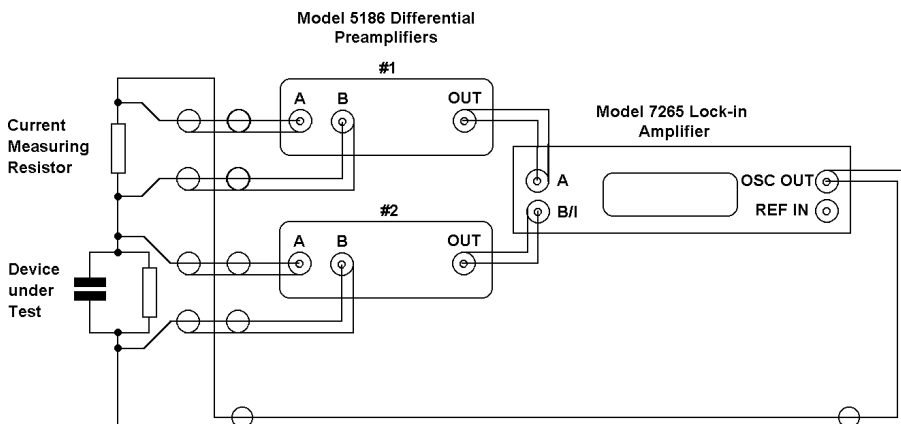 Model 5186 Differential
Preamplifiers
#1
A
B
OUT
Model 7265 Lock-in
Amplifier
Current
Measuring
Resistor
A
OSC OUT
B/I
REF IN
#2
A
B
OUT
Device
under
Test